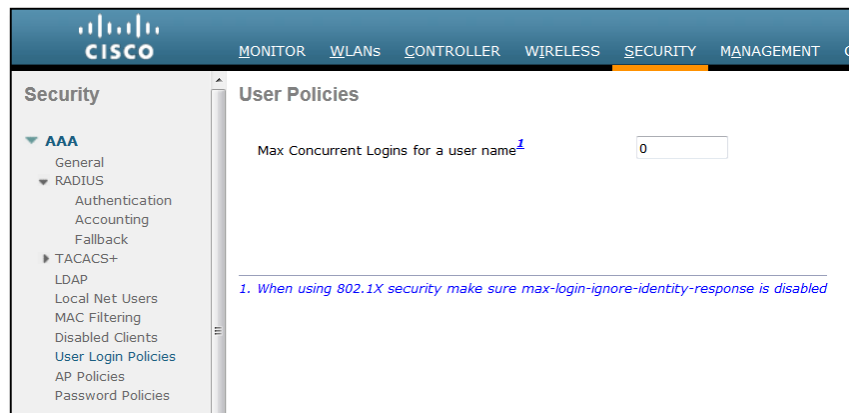 CISCO
MONITOR WLANs CONTROLLER WIRELESS SECURITY MANAGEMENT
Security
AAA
General
RADIUS
Authentication
Accounting
Fallback
TACACS+
LDAP
Local Net Users
MAC Filtering
Disabled Clients
User Login Policies
AP Policies
Password Policies
User Policies
Max Concurrent Logins for a user name1 0
1. When using 802.1X security make sure max-login-ignore-identity-response is disabled